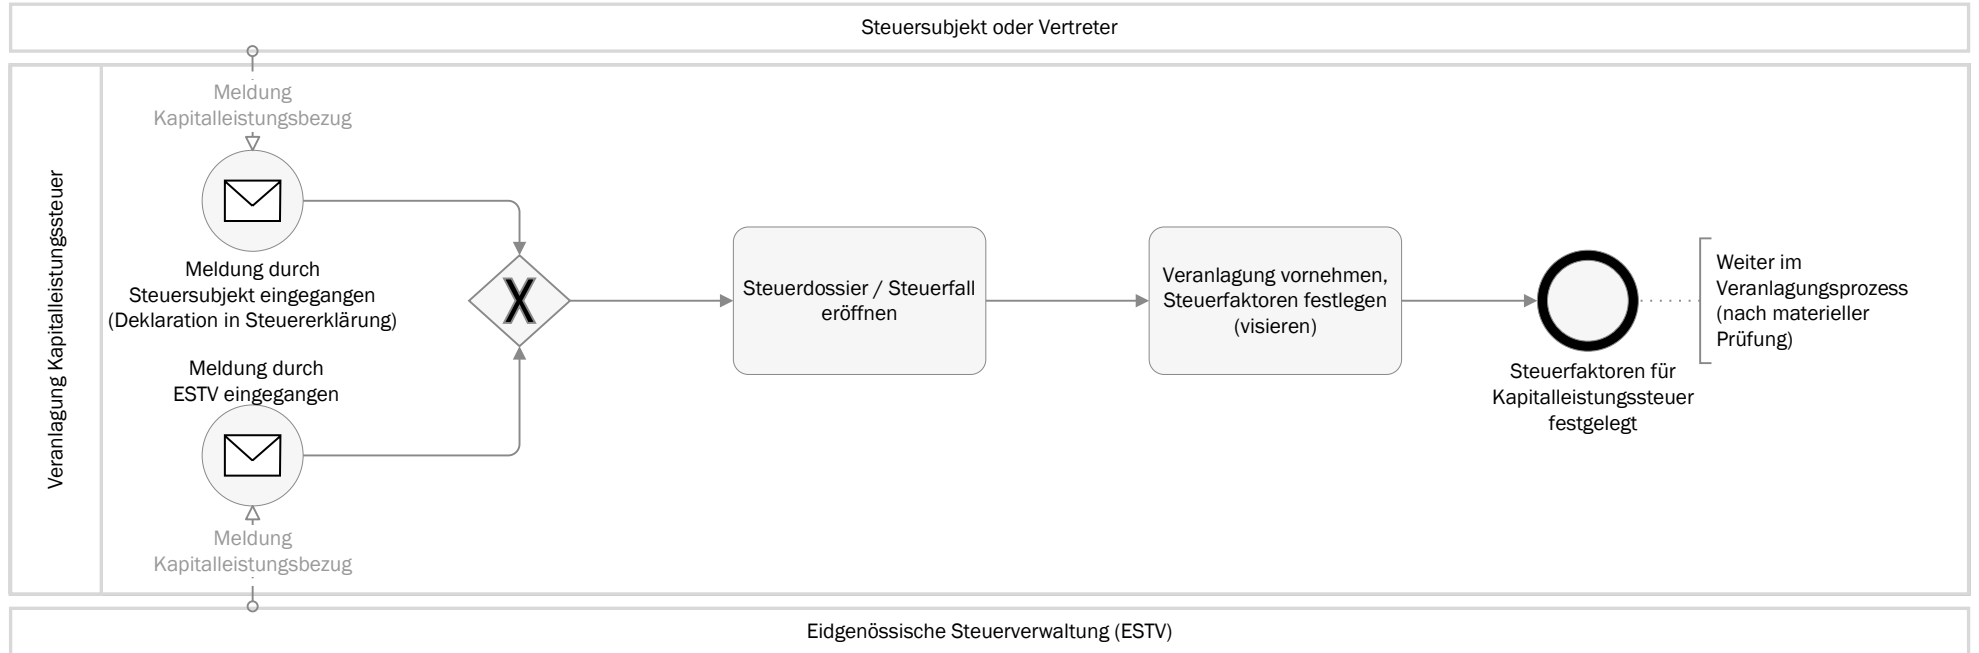 Steuersubjekt oder Vertreter
Veranlagung Kapitalleistungssteuer
Meldung
Kapitalleistungsbezug
Meldung durch
Steuersubjekt eingegangen
(Deklaration in Steuererklärung)
Meldung durch
ESTV eingegangen
Meldung
Kapitalleistungsbezug
X
Steuerdossier / Steuerfall
eröffnen
Veranlagung vornehmen,
Steuerfaktoren festlegen
(visieren)
Steuerfaktoren für
Kapitalleistungssteuer
festgelegt
Weiter im
Veranlagungsprozess
(nach materieller
Prüfung)
Eidgenössische Steuerverwaltung (ESTV)